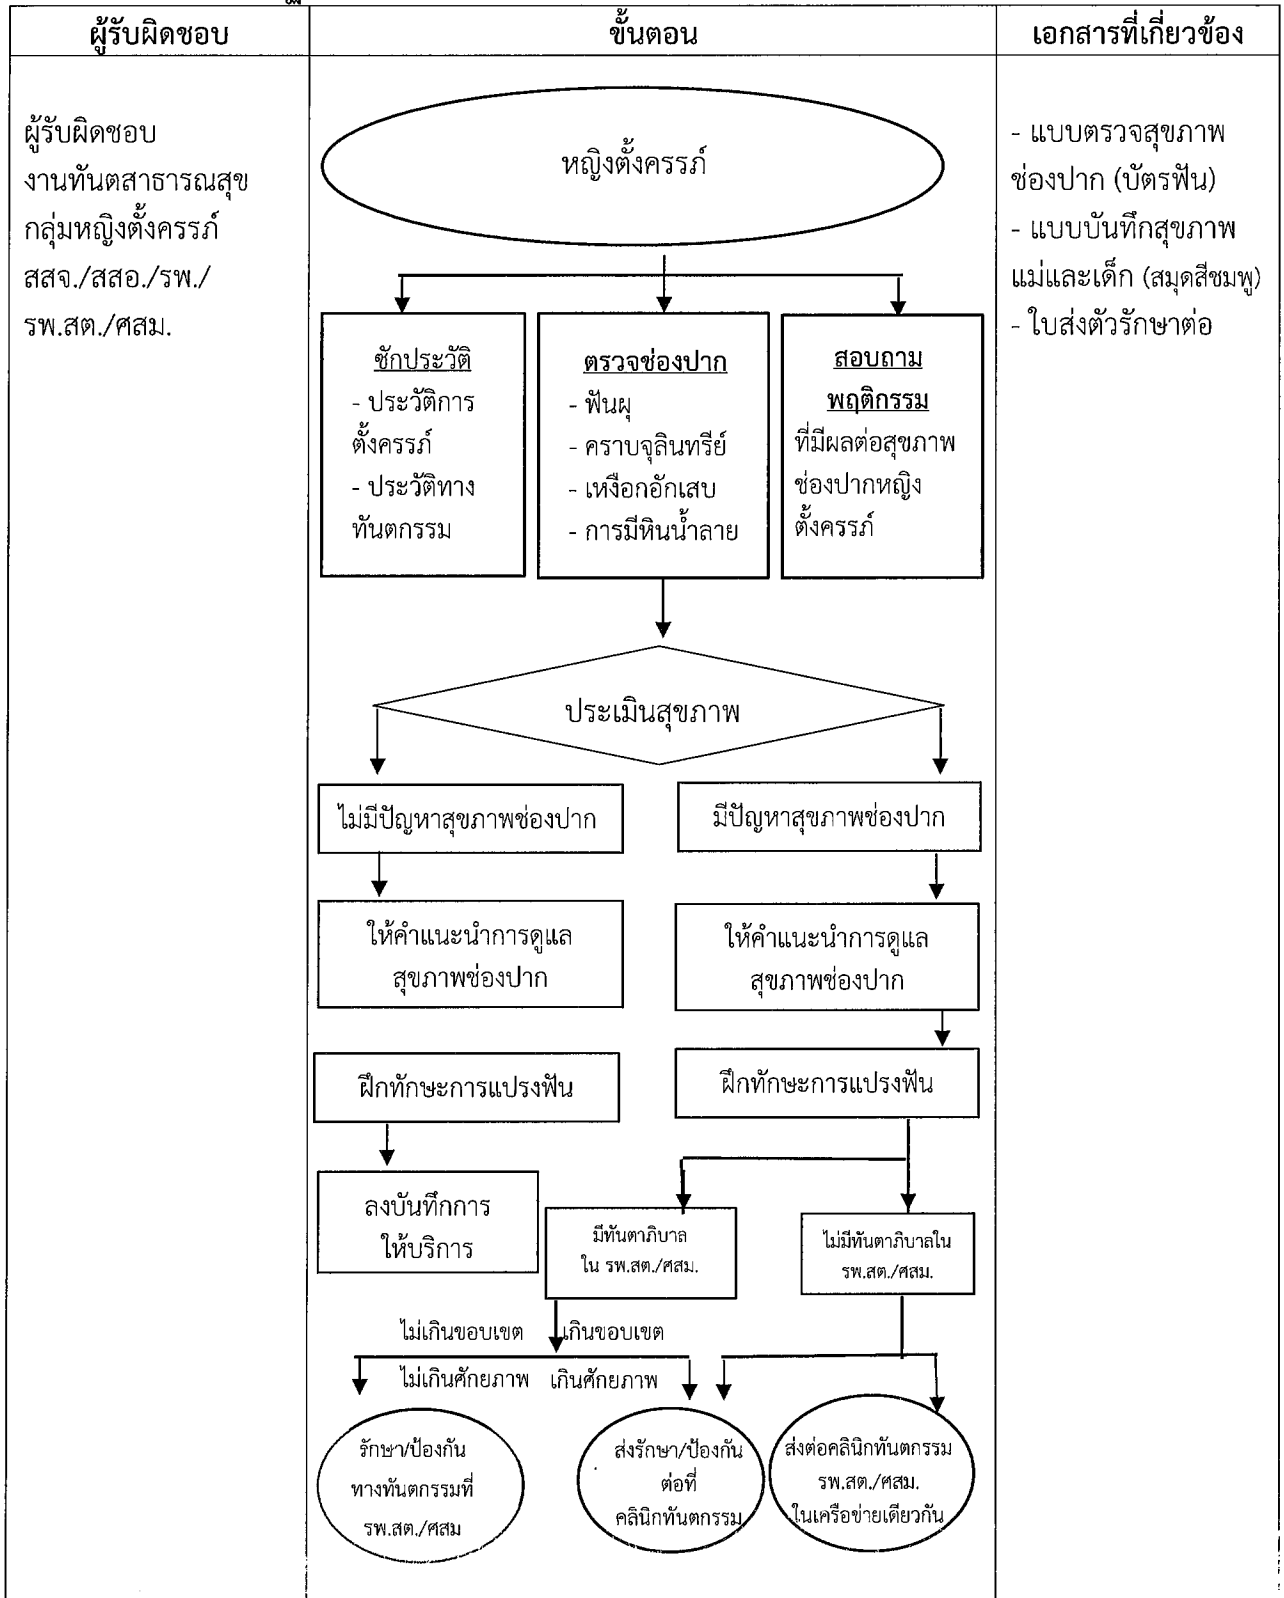 ผู้รับผิดชอบ
ขั้นตอน
เอกสารที่เกี่ยวข้อง
ผู้รับผิดชอบ
งานทันตสาธารณสุข
กลุ่มหญิงตั้งครรภ์
สสจ./สสอ./รพ./
รพ.สต./ศสม.
หญิงตั้งครรภ์
- แบบตรวจสุขภาพ
ช่องปาก (บัตรฟัน)
- แบบบันทึกสุขภาพ
แม่และเด็ก (สมุดสีชมพู)
- ใบส่งตัวรักษาต่อ
ซักประวัติ
- ประวัติการ
ตั้งครรภ์
- ประวัติทาง
ทันตกรรม
ตรวจช่องปาก
- ฟันผุ
- คราบจุลินทรีย์
- เหงือกอักเสบ
- การมีหินน้ำลาย
สอบถาม
พฤติกรรม
ที่มีผลต่อสุขภาพ
ช่องปากหญิง
ตั้งครรภ์
ประเมินสุขภาพ
ไม่มีปัญหาสุขภาพช่องปาก
มีปัญหาสุขภาพช่องปาก
ให้คำแนะนำการดูแล
สุขภาพช่องปาก
ให้คำแนะนำการดูแล
สุขภาพช่องปาก
ฝึกทักษะการแปรงฟัน
ฝึกทักษะการแปรงฟัน
ลงบันทึกการ
ให้บริการ
มีทันตาภิบาล
ใน รพ.สต./ศสม.
ไม่มีทันตาภิบาลใน
รพ.สต./ศสม.
ไม่เกินขอบเขต
เกินขอบเขต
ไม่เกินศักยภาพ
เกินศักยภาพ
รักษา/ป้องกัน
ทางทันตกรรมที่
รพ.สต./ศสม
ส่งรักษา/ป้องกัน
ต่อที่
คลินิกทันตกรรม
ส่งต่อคลินิกทันตกรรม
รพ.สต./ศสม.
ในเครือข่ายเดียวกัน